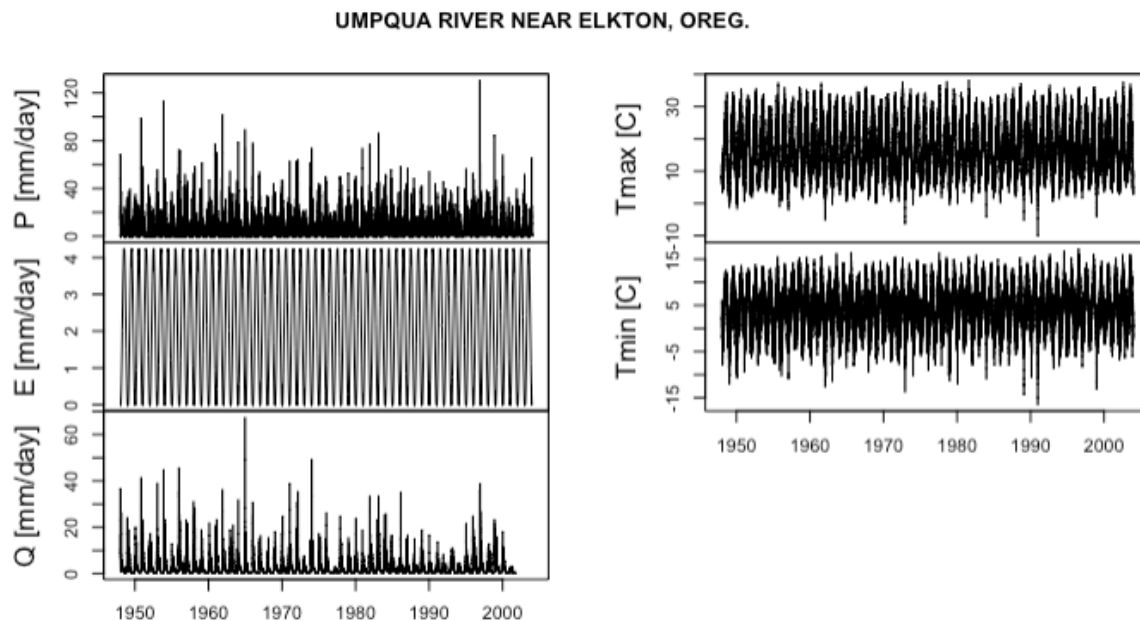 UMPQUA RIVER NEAR ELKTON, OREG.
P [mm/day]
0 40 80 120
E [mm/day]
0 1 2 3 4
Q [mm/day]
0 20 40 60
1950 1960 1970 1980 1990 2000
Tmax [C]
-10 10 30
Tmin [C]
-15 -5 5 15
1950 1960 1970 1980 1990 2000